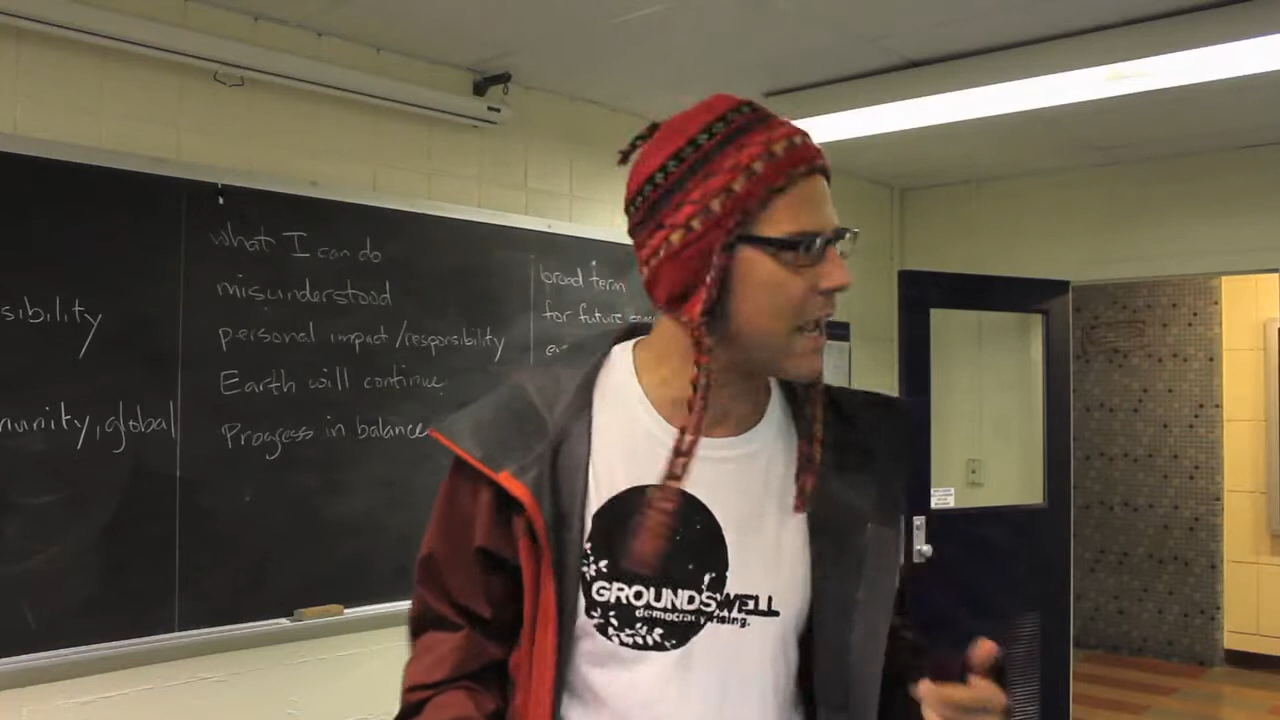 sibility
munity, global
what I can do
misunderstood
personal impact/responsibility
Earth will continue
Progress in balance
broad term
for future
GROUNDSWELL
democracy rising.